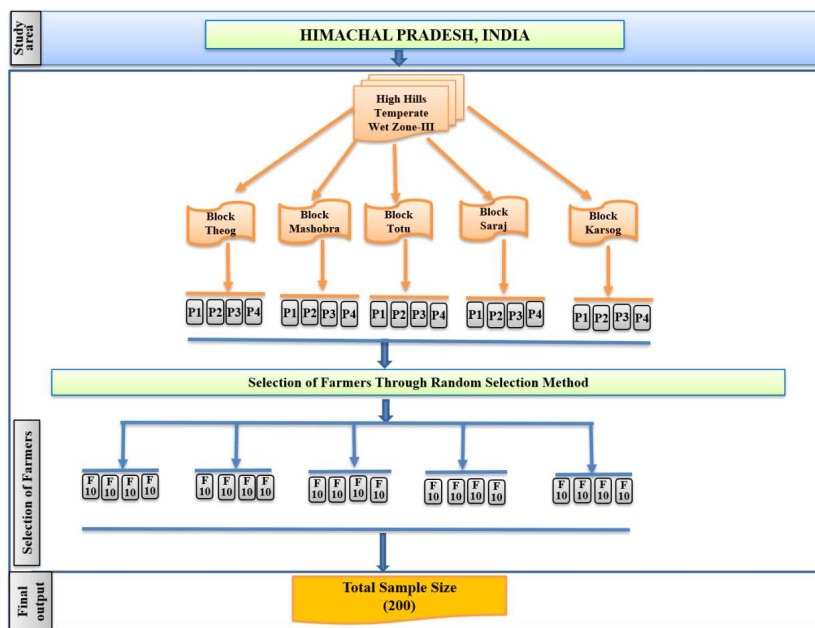 Study
area
HIMACHAL PRADESH, INDIA
High Hills
Temperate
Wet Zone-III
Block
Theog
Block
Mashobra
Block
Totu
Block
Saraj
Block
Karsog
P1 P2 P3 P4
P1 P2 P3 P4
P1 P2 P3 P4
P1 P2 P3 P4
P1 P2 P3 P4
Selection of Farmers Through Random Selection Method
Selection of Farmers
F F F F
10 10 10 10
F F F F
10 10 10 10
F F F F
10 10 10 10
F F F F
10 10 10 10
F F F F
10 10 10 10
Final
output
Total Sample Size
(200)